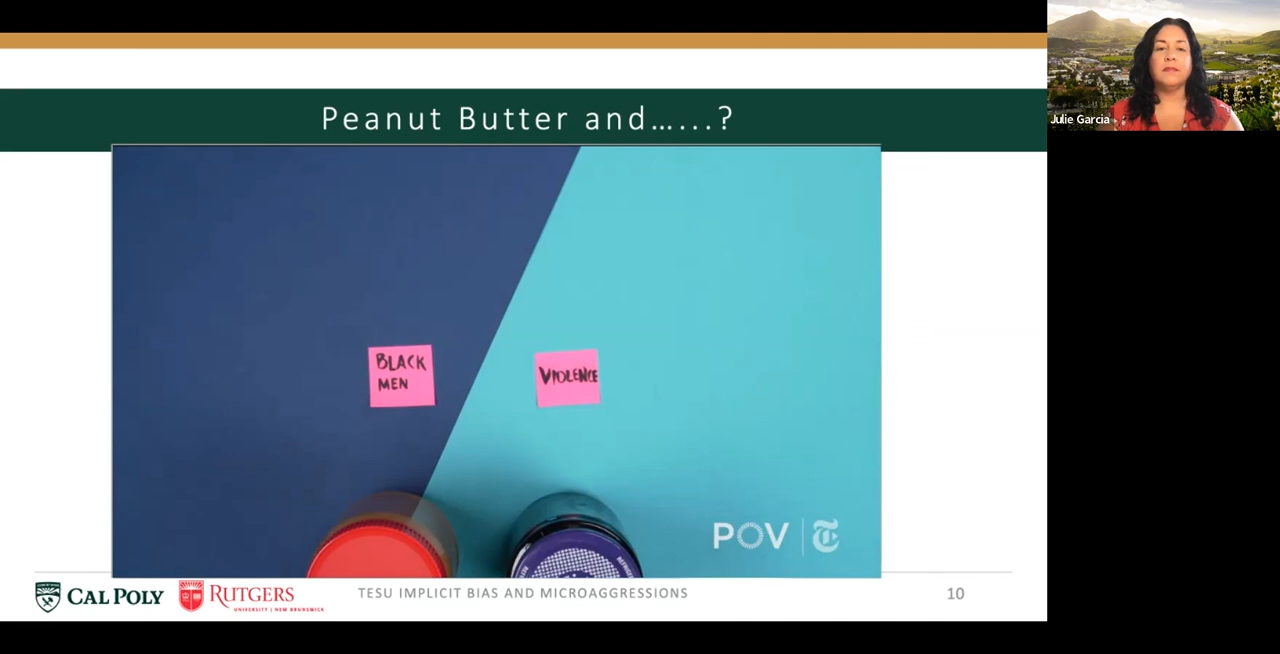 Peanut Butter and…...?
Julie Garcia
BLACK
MEN
VIOLENCE
POV
CAL POLY
RUTGERS
UNIVERSITY | NEW BRUNSWICK
TESU IMPLICIT BIAS AND MICROAGGRESSIONS
10